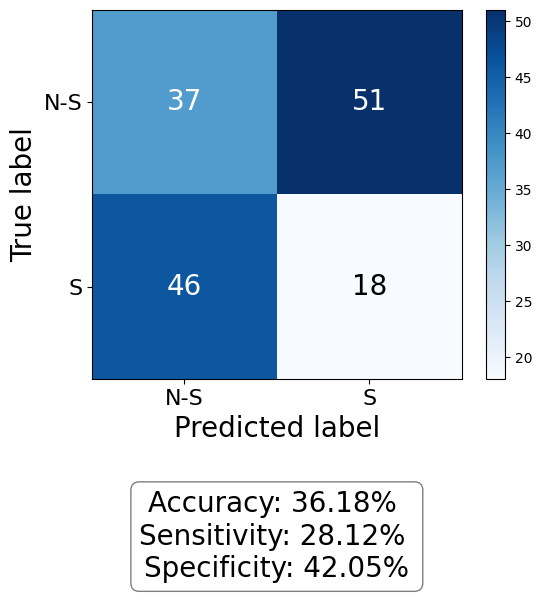 50
N-S
37
51
45
40
True label
35
30
S
46
18
25
20
N-S
S
Predicted label
Accuracy: 36.18%
Sensitivity: 28.12%
Specificity: 42.05%